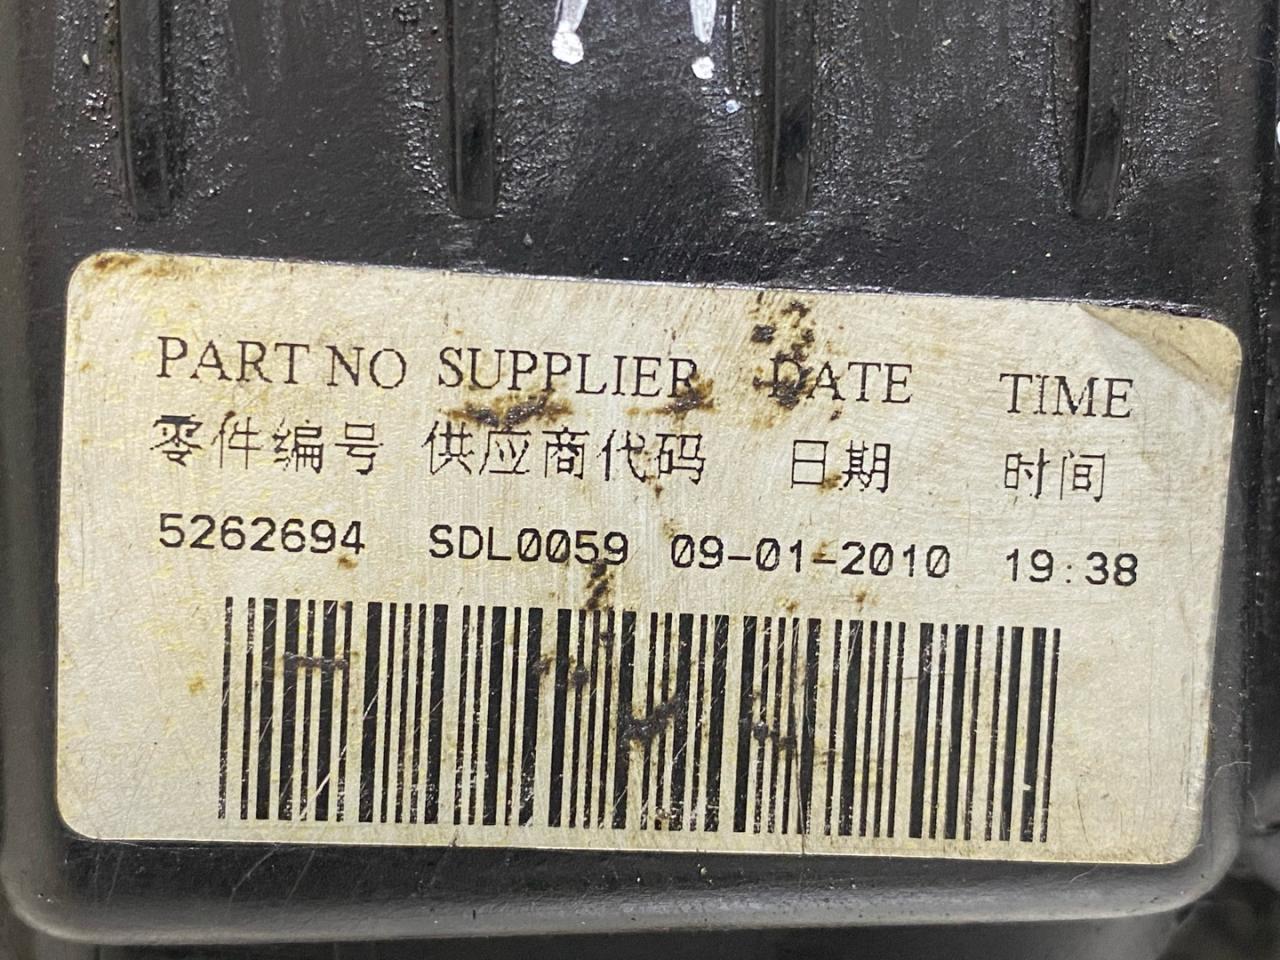 PART NO SUPPLIER DATE TIME
零件编号 供应商代码 日期 时间
5262694 SDL0059 09-01-2010 19:38